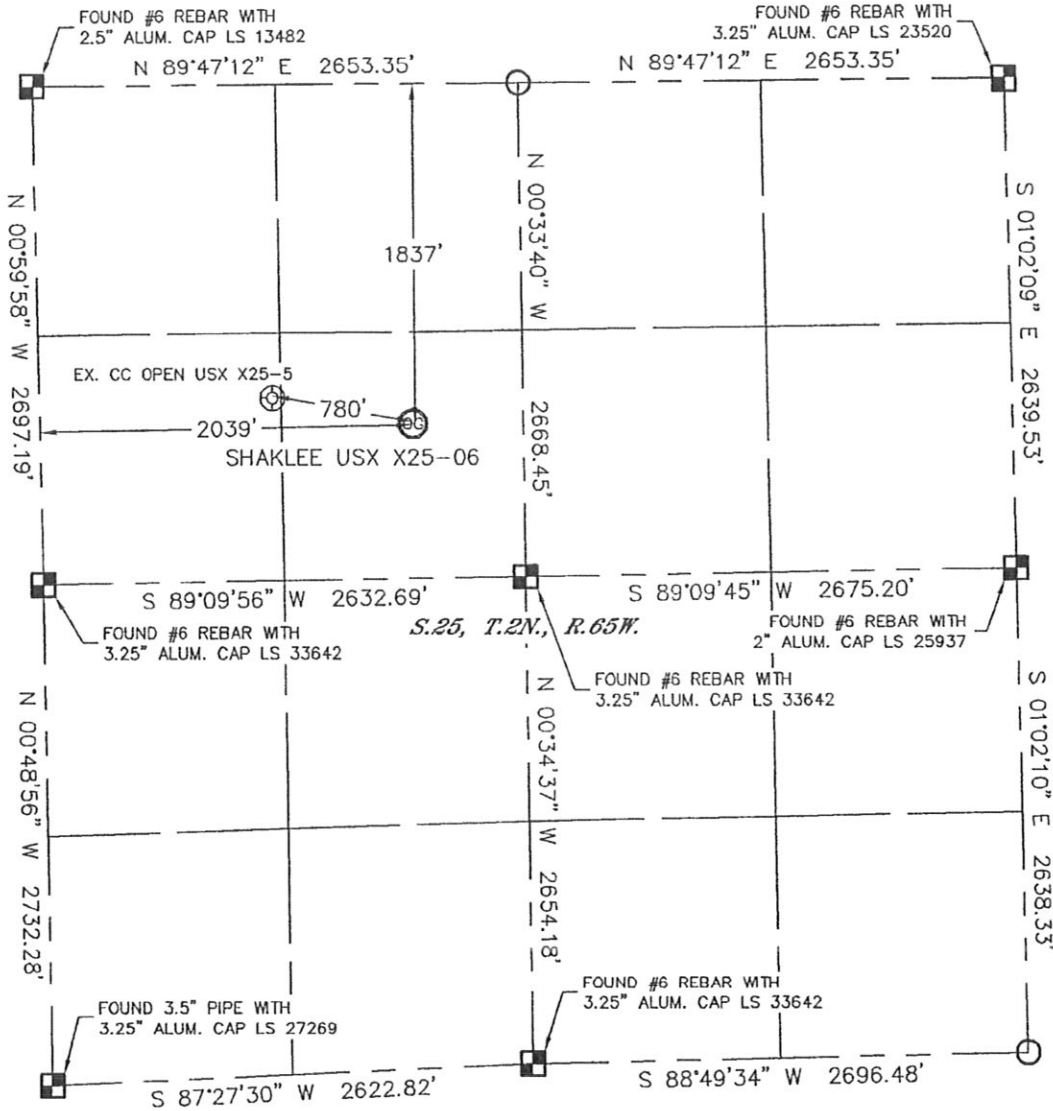 FOUND #6 REBAR WITH
2.5" ALUM. CAP LS 13482
FOUND #6 REBAR WITH
3.25" ALUM. CAP LS 23520
N 89°47'12" E 2653.35'
N 89°47'12" E 2653.35'
N 00°59'58" W 2697.19'
N 00°33'40" W 2668.45'
S 01°02'09" E 2639.53'
1837'
EX. CC OPEN USX X25-5
780'
2039'
OG
SHAKLEE USX X25-06
S 89°09'56" W 2632.69'
S 89°09'45" W 2675.20'
S.25, T.2N., R.65W.
FOUND #6 REBAR WITH
3.25" ALUM. CAP LS 33642
FOUND #6 REBAR WITH
2" ALUM. CAP LS 25937
FOUND #6 REBAR WITH
3.25" ALUM. CAP LS 33642
N 00°48'56" W 2732.28'
N 00°34'37" W 2654.18'
S 01°02'10" E 2638.33'
FOUND 3.5" PIPE WITH
3.25" ALUM. CAP LS 27269
FOUND #6 REBAR WITH
3.25" ALUM. CAP LS 33642
S 87°27'30" W 2622.82'
S 88°49'34" W 2696.48'